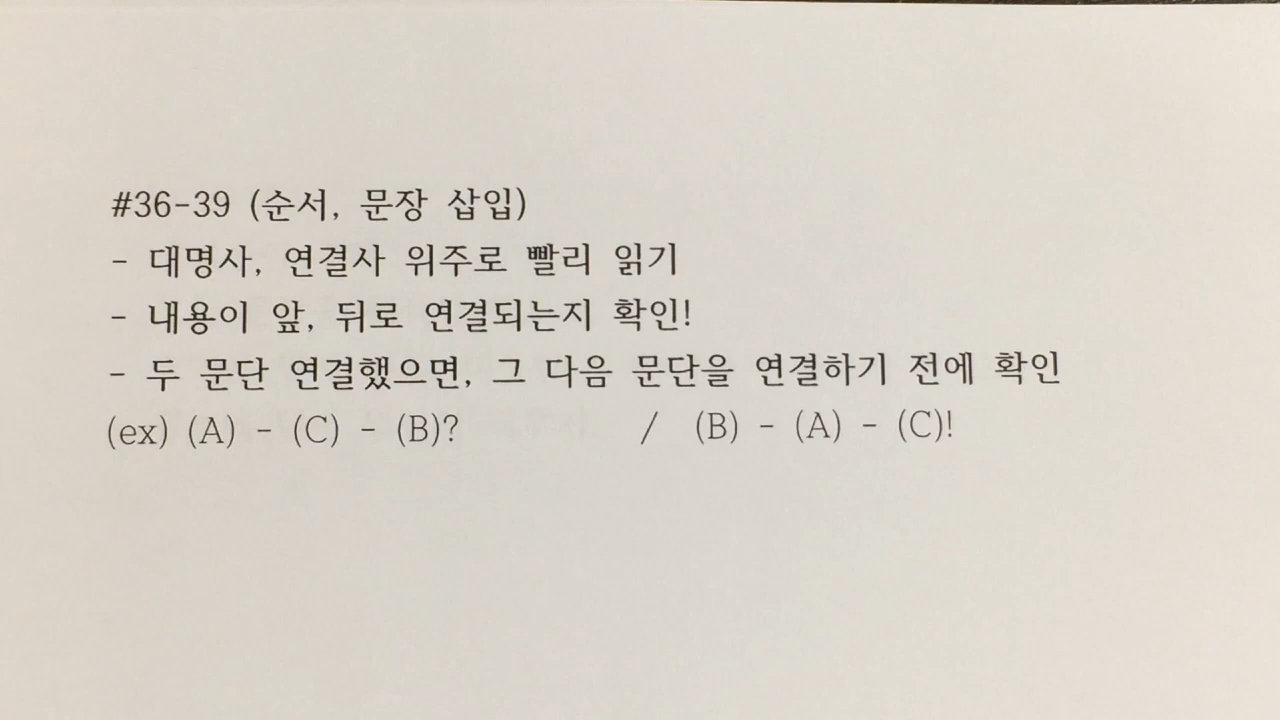 #36-39 (순서, 문장 삽입)
- 대명사, 연결사 위주로 빨리 읽기
- 내용이 앞, 뒤로 연결되는지 확인!
- 두 문단 연결했으면, 그 다음 문단을 연결하기 전에 확인
(ex) (A) - (C) - (B)? / (B) - (A) - (C)!